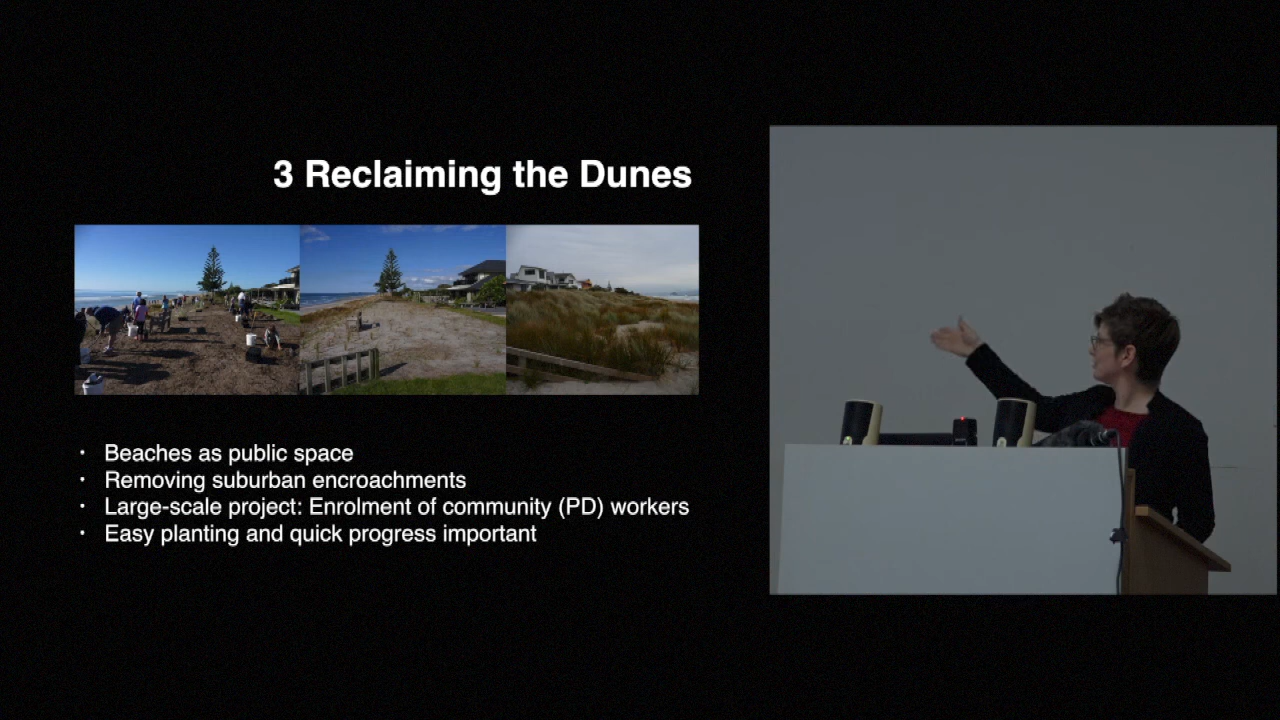 3 Reclaiming the Dunes
• Beaches as public space
• Removing suburban encroachments
• Large-scale project: Enrolment of community (PD) workers
• Easy planting and quick progress important